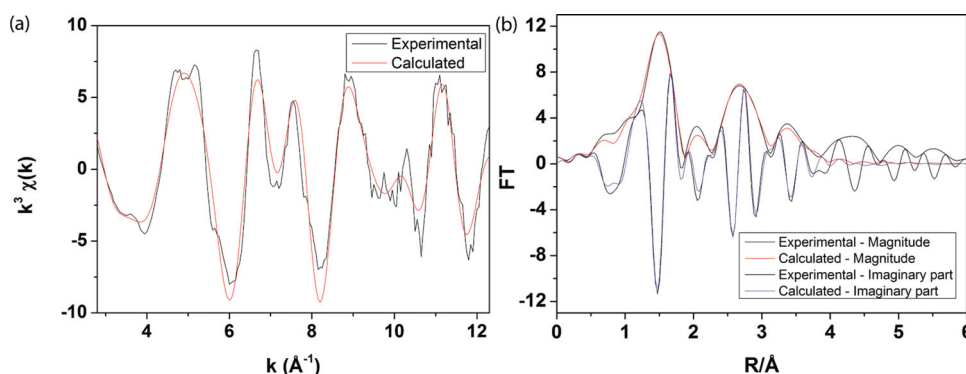 (a)
10
5
0
-5
-10
k³ χ(k)
Experimental
Calculated
4
6
8
10
12
k (Å⁻¹)
(b)
12
8
4
0
-4
-8
-12
FT
Experimental - Magnitude
Calculated - Magnitude
Experimental - Imaginary part
Calculated - Imaginary part
0
1
2
3
4
5
6
R/Å